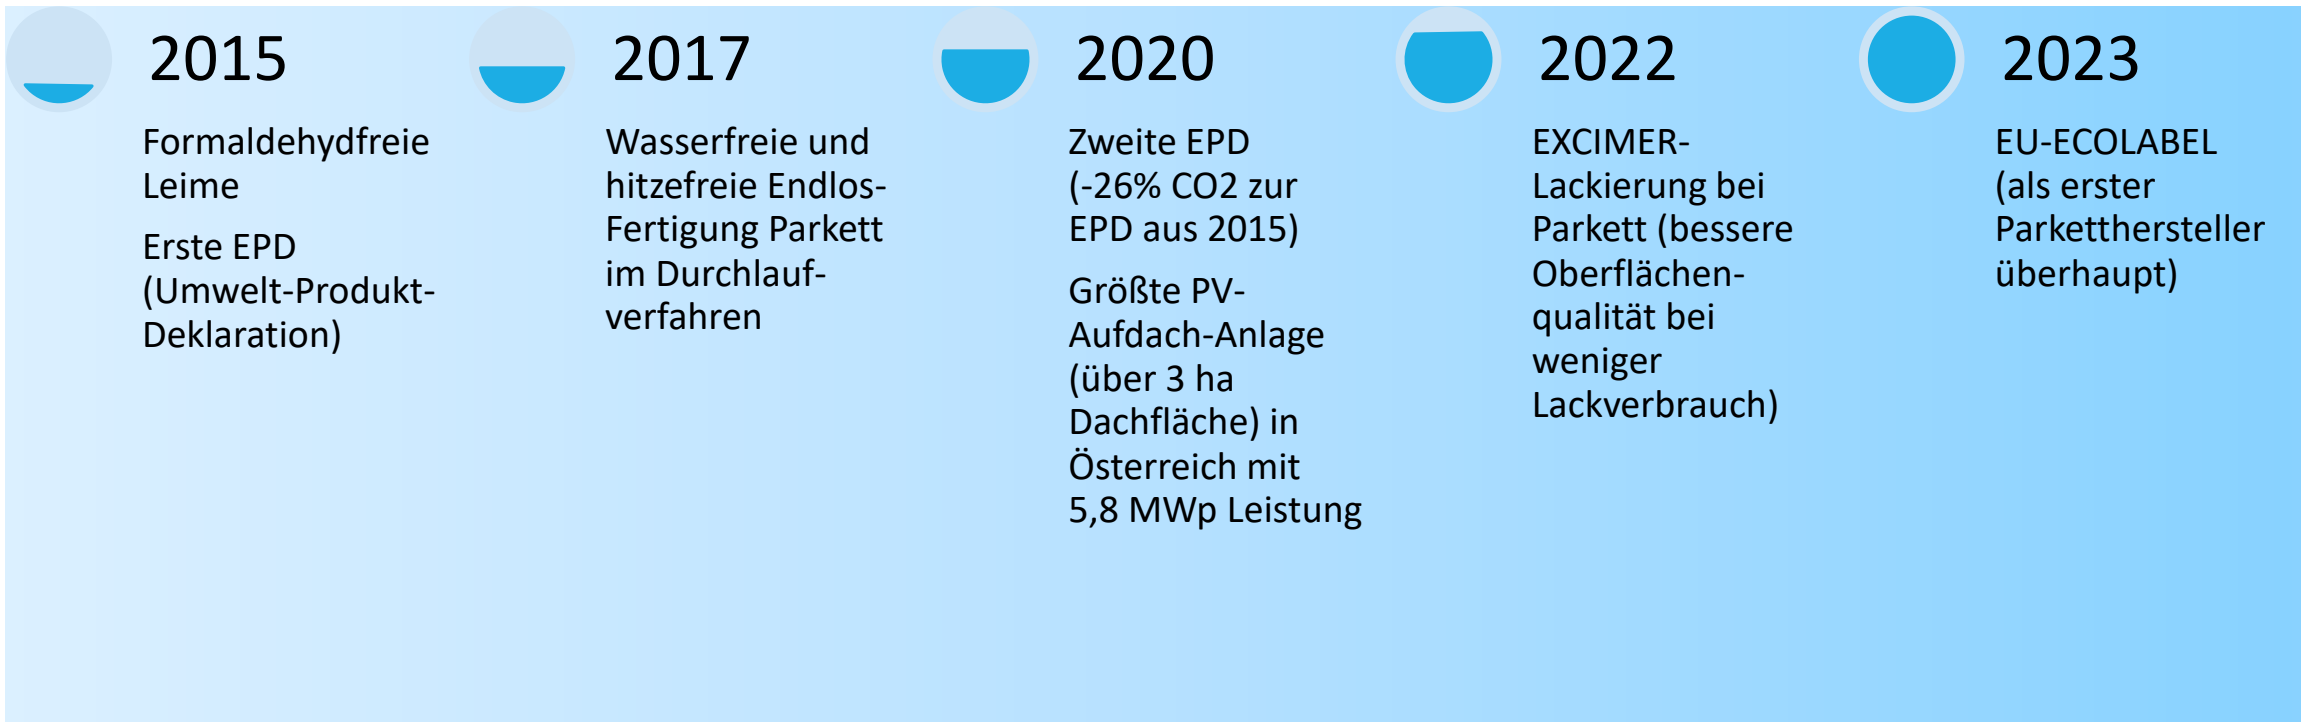 2015
Formaldehydfreie
Leime
Erste EPD
(Umwelt-Produkt-
Deklaration)
2017
Wasserfreie und
hitzefreie Endlos-
Fertigung Parkett
im Durchlauf-
verfahren
2020
Zweite EPD
(-26% CO2 zur
EPD aus 2015)
Größte PV-
Aufdach-Anlage
(über 3 ha
Dachfläche) in
Österreich mit
5,8 MWp Leistung
2022
EXCIMER-
Lackierung bei
Parkett (bessere
Oberflächen-
qualität bei
weniger
Lackverbrauch)
2023
EU-ECOLABEL
(als erster
Parketthersteller
überhaupt)